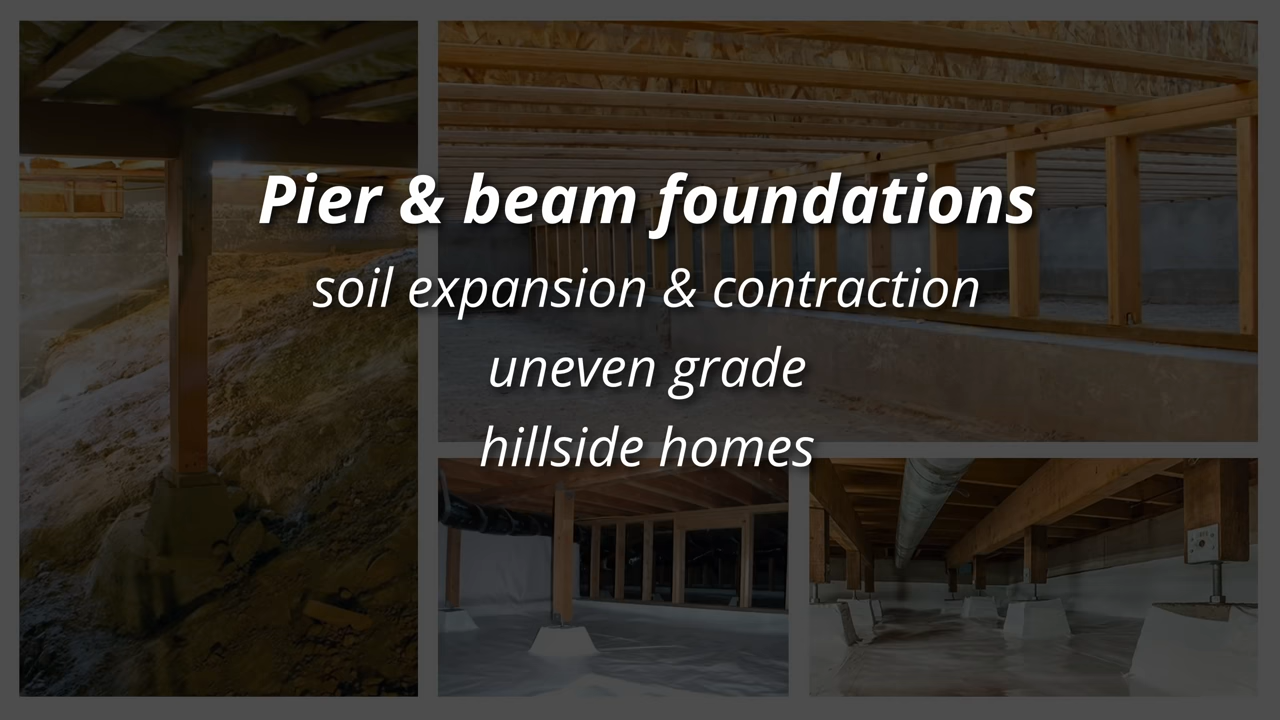 Pier & beam foundations
soil expansion & contraction
uneven grade
hillside homes